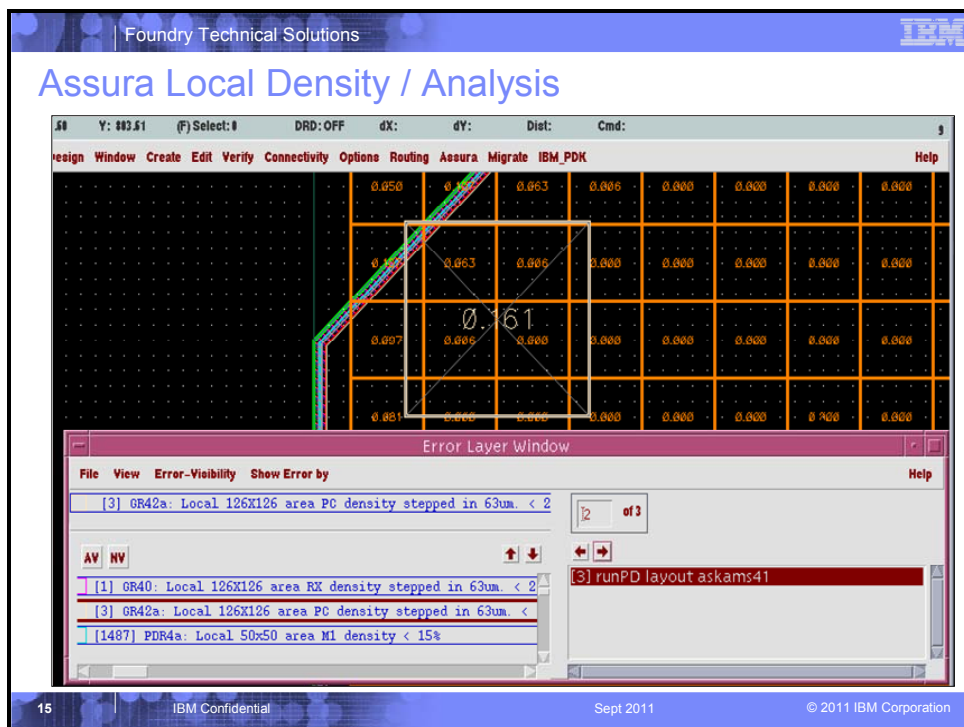 Foundry Technical Solutions
IBM
Assura Local Density / Analysis
Y: 883.51 (F) Select: 0 DRD: OFF dX: dY: Dist: Cmd: 9
Window Create Edit Verify Connectivity Options Routing Assura Migrate IBM_PDK Help
0.050 0.063 0.006 0.000 0.000 0.000 0.000
0.063 0.006 0.000 0.000 0.000 0.000 0.000
0.161
0.097 0.006 0.000 0.000 0.000 0.000 0.000
0.081 0.000 0.000 0.000 0.000 0.000 0.000
Error Layer Window
File View Error-Visibility Show Error by Help
[3] GR42a: Local 126X126 area PC density stepped in 63um. < 2
2 of 3
AV NV
[3] runPD layout askams41
[1] GR40: Local 126X126 area RX density stepped in 63um. < 2
[3] GR42a: Local 126X126 area PC density stepped in 63um. <
[1487] PDR4a: Local 50x50 area M1 density < 15%
15 IBM Confidential Sept 2011 © 2011 IBM Corporation